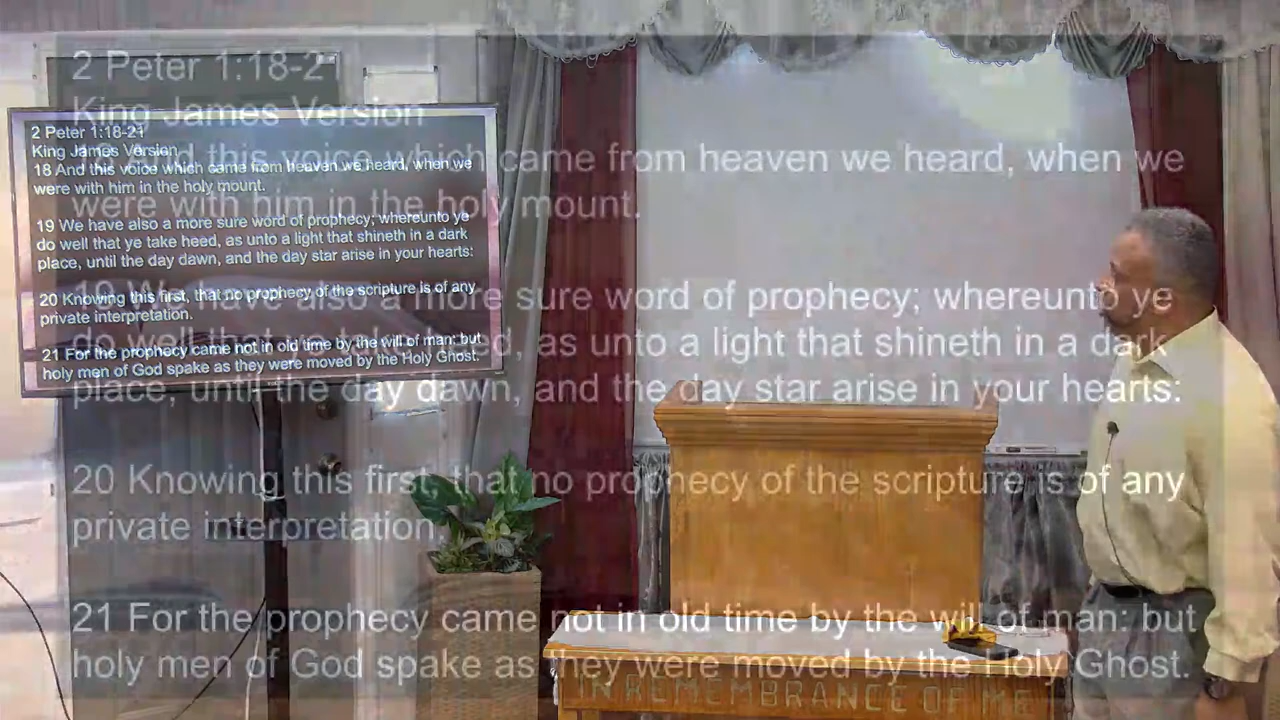 2 Peter 1:18-21
King James Version
18 And this voice which came from heaven we heard, when we
were with him in the holy mount.
19 We have also a more sure word of prophecy; whereunto ye
do well that ye take heed, as unto a light that shineth in a dark
place, until the day dawn, and the day star arise in your hearts:
20 Knowing this first, that no prophecy of the scripture is of any
private interpretation.
21 For the prophecy came not in old time by the will of man: but
holy men of God spake as they were moved by the Holy Ghost.
2 Peter 1:18-21
King James Version
18 And this voice which came from heaven we heard, when we
were with him in the holy mount.
19 We have also a more sure word of prophecy; whereunto ye
do well that ye take heed, as unto a light that shineth in a dark
place, until the day dawn, and the day star arise in your hearts:
20 Knowing this first, that no prophecy of the scripture is of any
private interpretation.
21 For the prophecy came not in old time by the will of man: but
holy men of God spake as they were moved by the Holy Ghost.
IN REMEMBRANCE OF ME